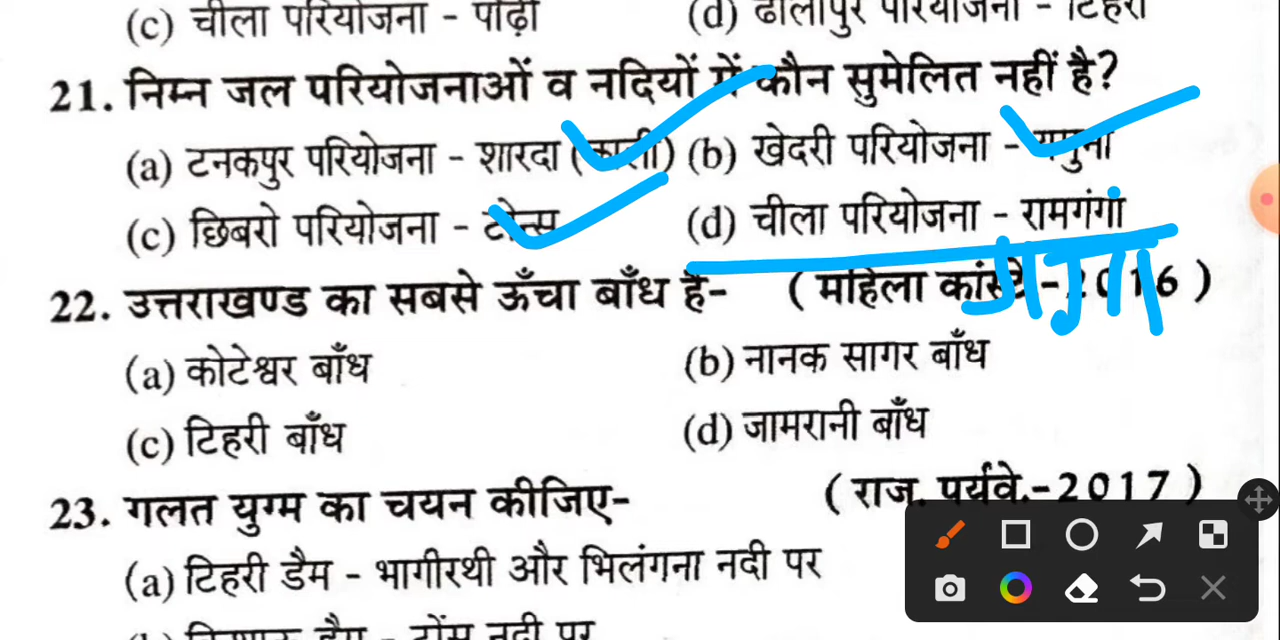 (c) चीला परियोजना - पौढ़ी (d) ढालीपुर परियोजना - टिहरी
21. निम्न जल परियोजनाओं व नदियों में कौन सुमेलित नहीं है?
(a) टनकपुर परियोजना - शारदा (काली) (b) खेदरी परियोजना - यमुना
(c) छिबरो परियोजना - टोन्स (d) चीला परियोजना - रामगंगा
गंगा
22. उत्तराखण्ड का सबसे ऊँचा बाँध है- ( महिला कांस्टे-2016 )
(a) कोटेश्वर बाँध (b) नानक सागर बाँध
(c) टिहरी बाँध (d) जामरानी बाँध
23. गलत युग्म का चयन कीजिए- ( राज. पर्यवे.-2017 )
(a) टिहरी डैम - भागीरथी और भिलंगना नदी पर
डैम - टोंस नदी पर